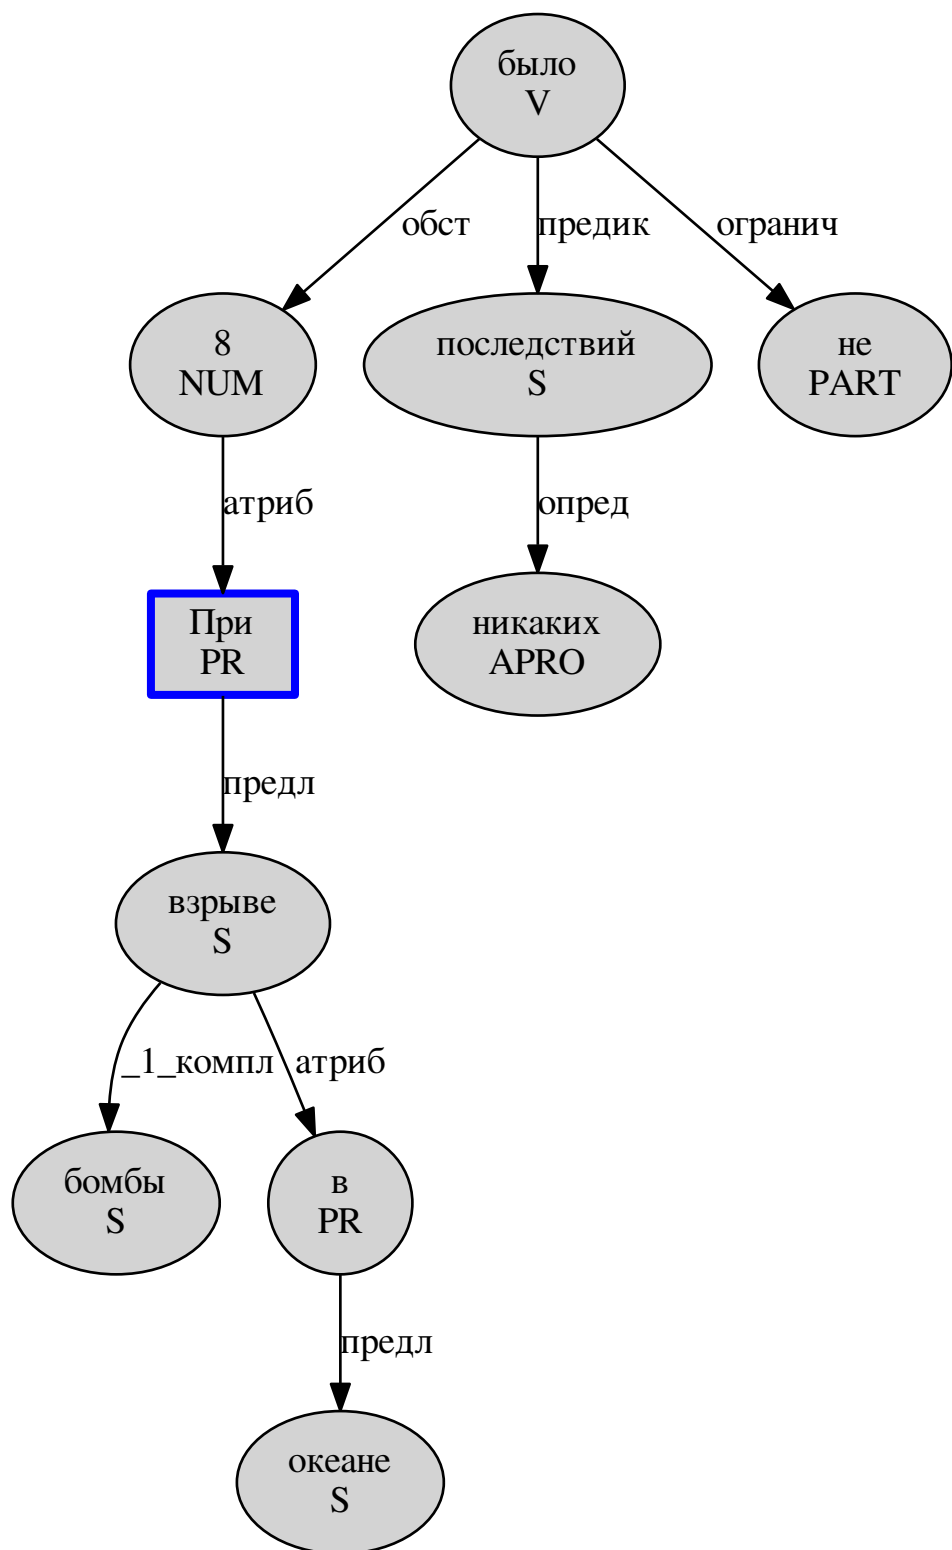 было
V
обст
предик
огранич
8
NUM
последствий
S
не
PART
атриб
опред
При
PR
никаких
APRO
предл
взрыве
S
_1_компл
атриб
бомбы
S
в
PR
предл
океане
S